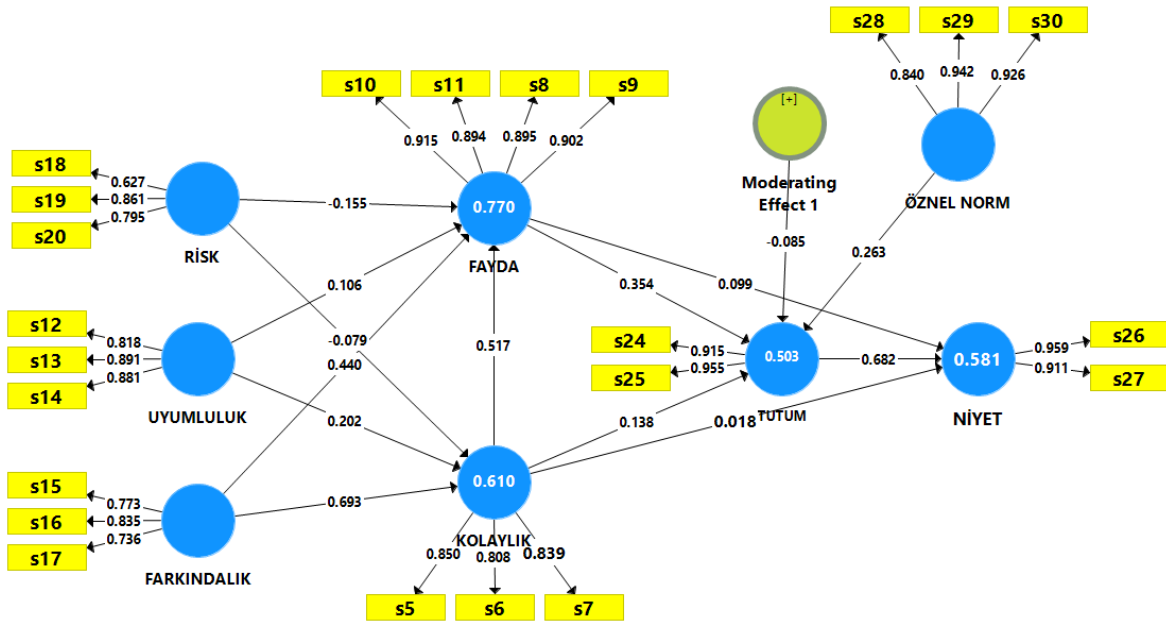 s28 s29 s30
0.840 0.942 0.926
s10 s11 s8 s9
0.915 0.894 0.895 0.902
[+]
Moderating
Effect 1
ÖZNEL NORM
s18
s19
s20
0.627
0.861
0.795
RİSK
-0.155
0.770
FAYDA
-0.085
0.263
0.106
0.354
0.099
s12
s13
s14
0.818
0.891
0.881
UYUMLULUK
-0.079
0.440
0.517
0.202
s24
s25
0.915
0.955
0.503
TUTUM
0.682
0.581
NİYET
0.959
0.911
s26
s27
0.138
0.018
s15
s16
s17
0.773
0.835
0.736
FARKINDALIK
0.693
0.610
KOLAYLIK
0.850 0.808 0.839
s5 s6 s7